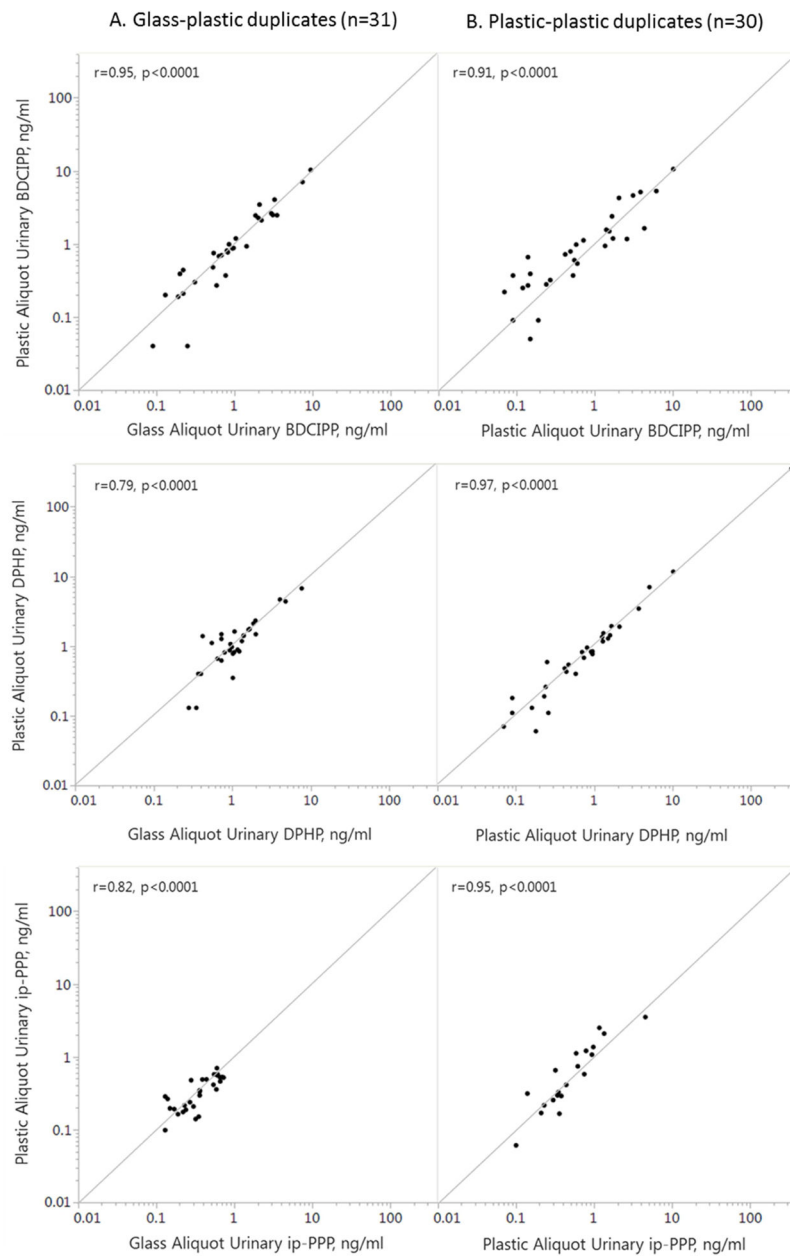 A. Glass-plastic duplicates (n=31)
B. Plastic-plastic duplicates (n=30)
r=0.95, p<0.0001
r=0.91, p<0.0001
Plastic Aliquot Urinary BDCIPP, ng/ml
100
10
1
0.1
0.01
0.01 0.1 1 10 100
0.01 0.1 1 10 100
Glass Aliquot Urinary BDCIPP, ng/ml
Plastic Aliquot Urinary BDCIPP, ng/ml
r=0.79, p<0.0001
r=0.97, p<0.0001
Plastic Aliquot Urinary DPHP, ng/ml
100
10
1
0.1
0.01
0.01 0.1 1 10 100
0.01 0.1 1 10 100
Glass Aliquot Urinary DPHP, ng/ml
Plastic Aliquot Urinary DPHP, ng/ml
r=0.82, p<0.0001
r=0.95, p<0.0001
Plastic Aliquot Urinary ip-PPP, ng/ml
100
10
1
0.1
0.01
0.01 0.1 1 10 100
0.01 0.1 1 10 100
Glass Aliquot Urinary ip-PPP, ng/ml
Plastic Aliquot Urinary ip-PPP, ng/ml